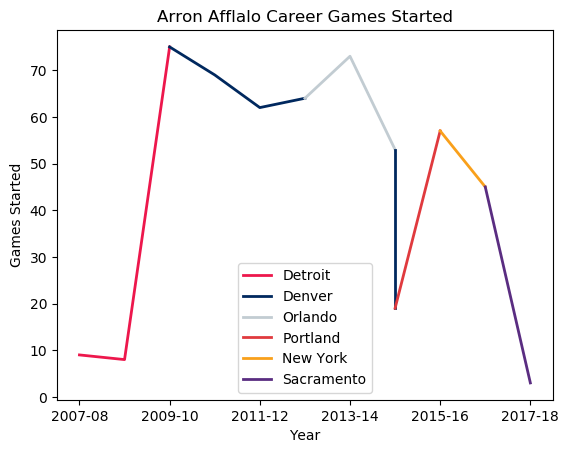 Arron Afflalo Career Games Started
Games Started
70
60
50
40
30
20
10
0
Detroit
Denver
Orlando
Portland
New York
Sacramento
2007-08 2009-10 2011-12 2013-14 2015-16 2017-18
Year